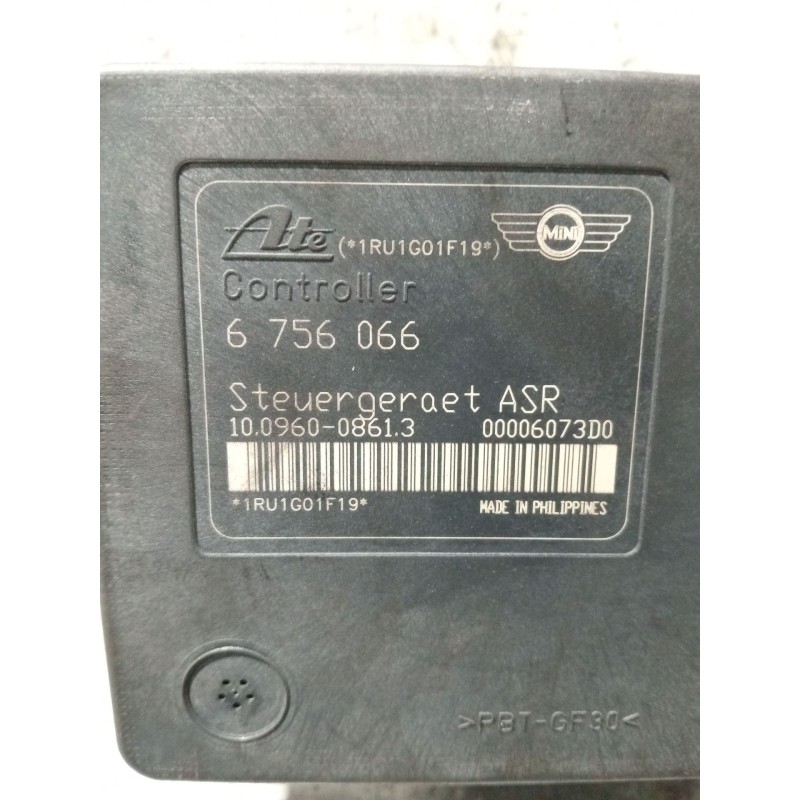 Ate (*1RU1G01F19*) MINI
Controller
6 756 066
Steuergeraet ASR
10.0960-0861.3 00006073D0
*1RU1G01F19* MADE IN PHILIPPINES
>PBT-GF30<